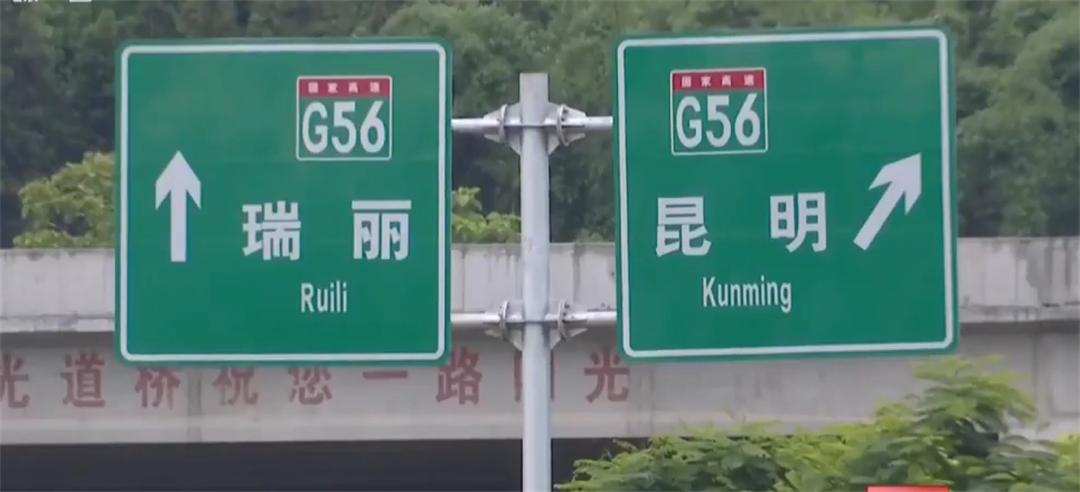 国家高速
G56
瑞丽
Ruili
国家高速
G56
昆明
Kunming
光道桥祝您一路阳光